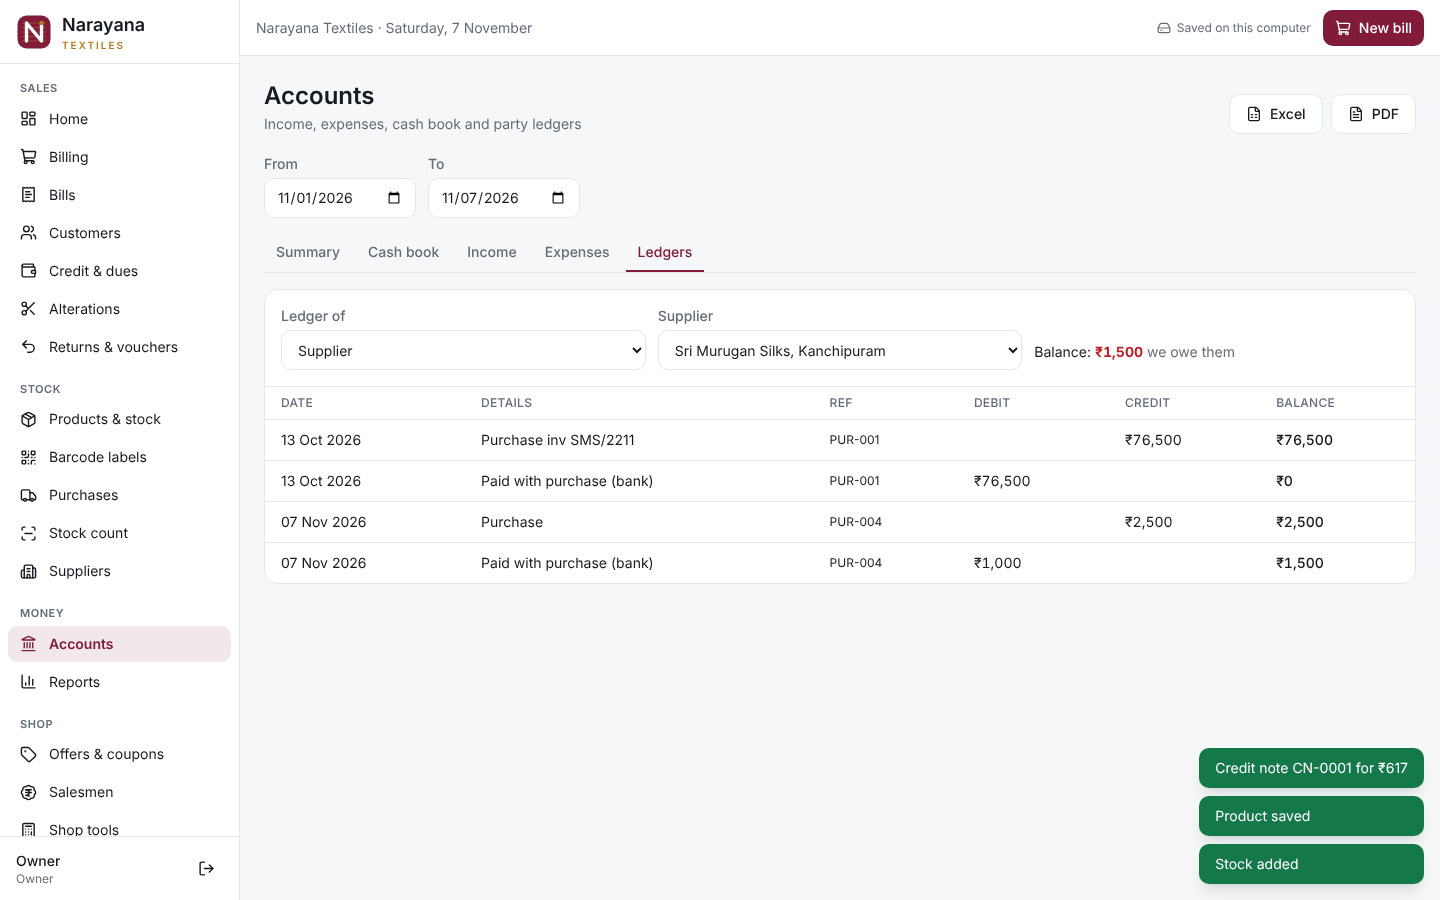 Narayana
TEXTILES
SALES
Home
Billing
Bills
Customers
Credit & dues
Alterations
Returns & vouchers
STOCK
Products & stock
Barcode labels
Purchases
Stock count
Suppliers
MONEY
Accounts
Reports
SHOP
Offers & coupons
Salesmen
Shop tools
Owner
Owner
Narayana Textiles · Saturday, 7 November
Saved on this computer
New bill
Accounts
Income, expenses, cash book and party ledgers
Excel
PDF
From To
11/01/2026 11/07/2026
Summary Cash book Income Expenses Ledgers
Ledger of Supplier
Supplier Sri Murugan Silks, Kanchipuram Balance: ₹1,500 we owe them
DATE DETAILS REF DEBIT CREDIT BALANCE
13 Oct 2026 Purchase inv SMS/2211 PUR-001 ₹76,500 ₹76,500
13 Oct 2026 Paid with purchase (bank) PUR-001 ₹76,500 ₹0
07 Nov 2026 Purchase PUR-004 ₹2,500 ₹2,500
07 Nov 2026 Paid with purchase (bank) PUR-004 ₹1,000 ₹1,500
Credit note CN-0001 for ₹617
Product saved
Stock added